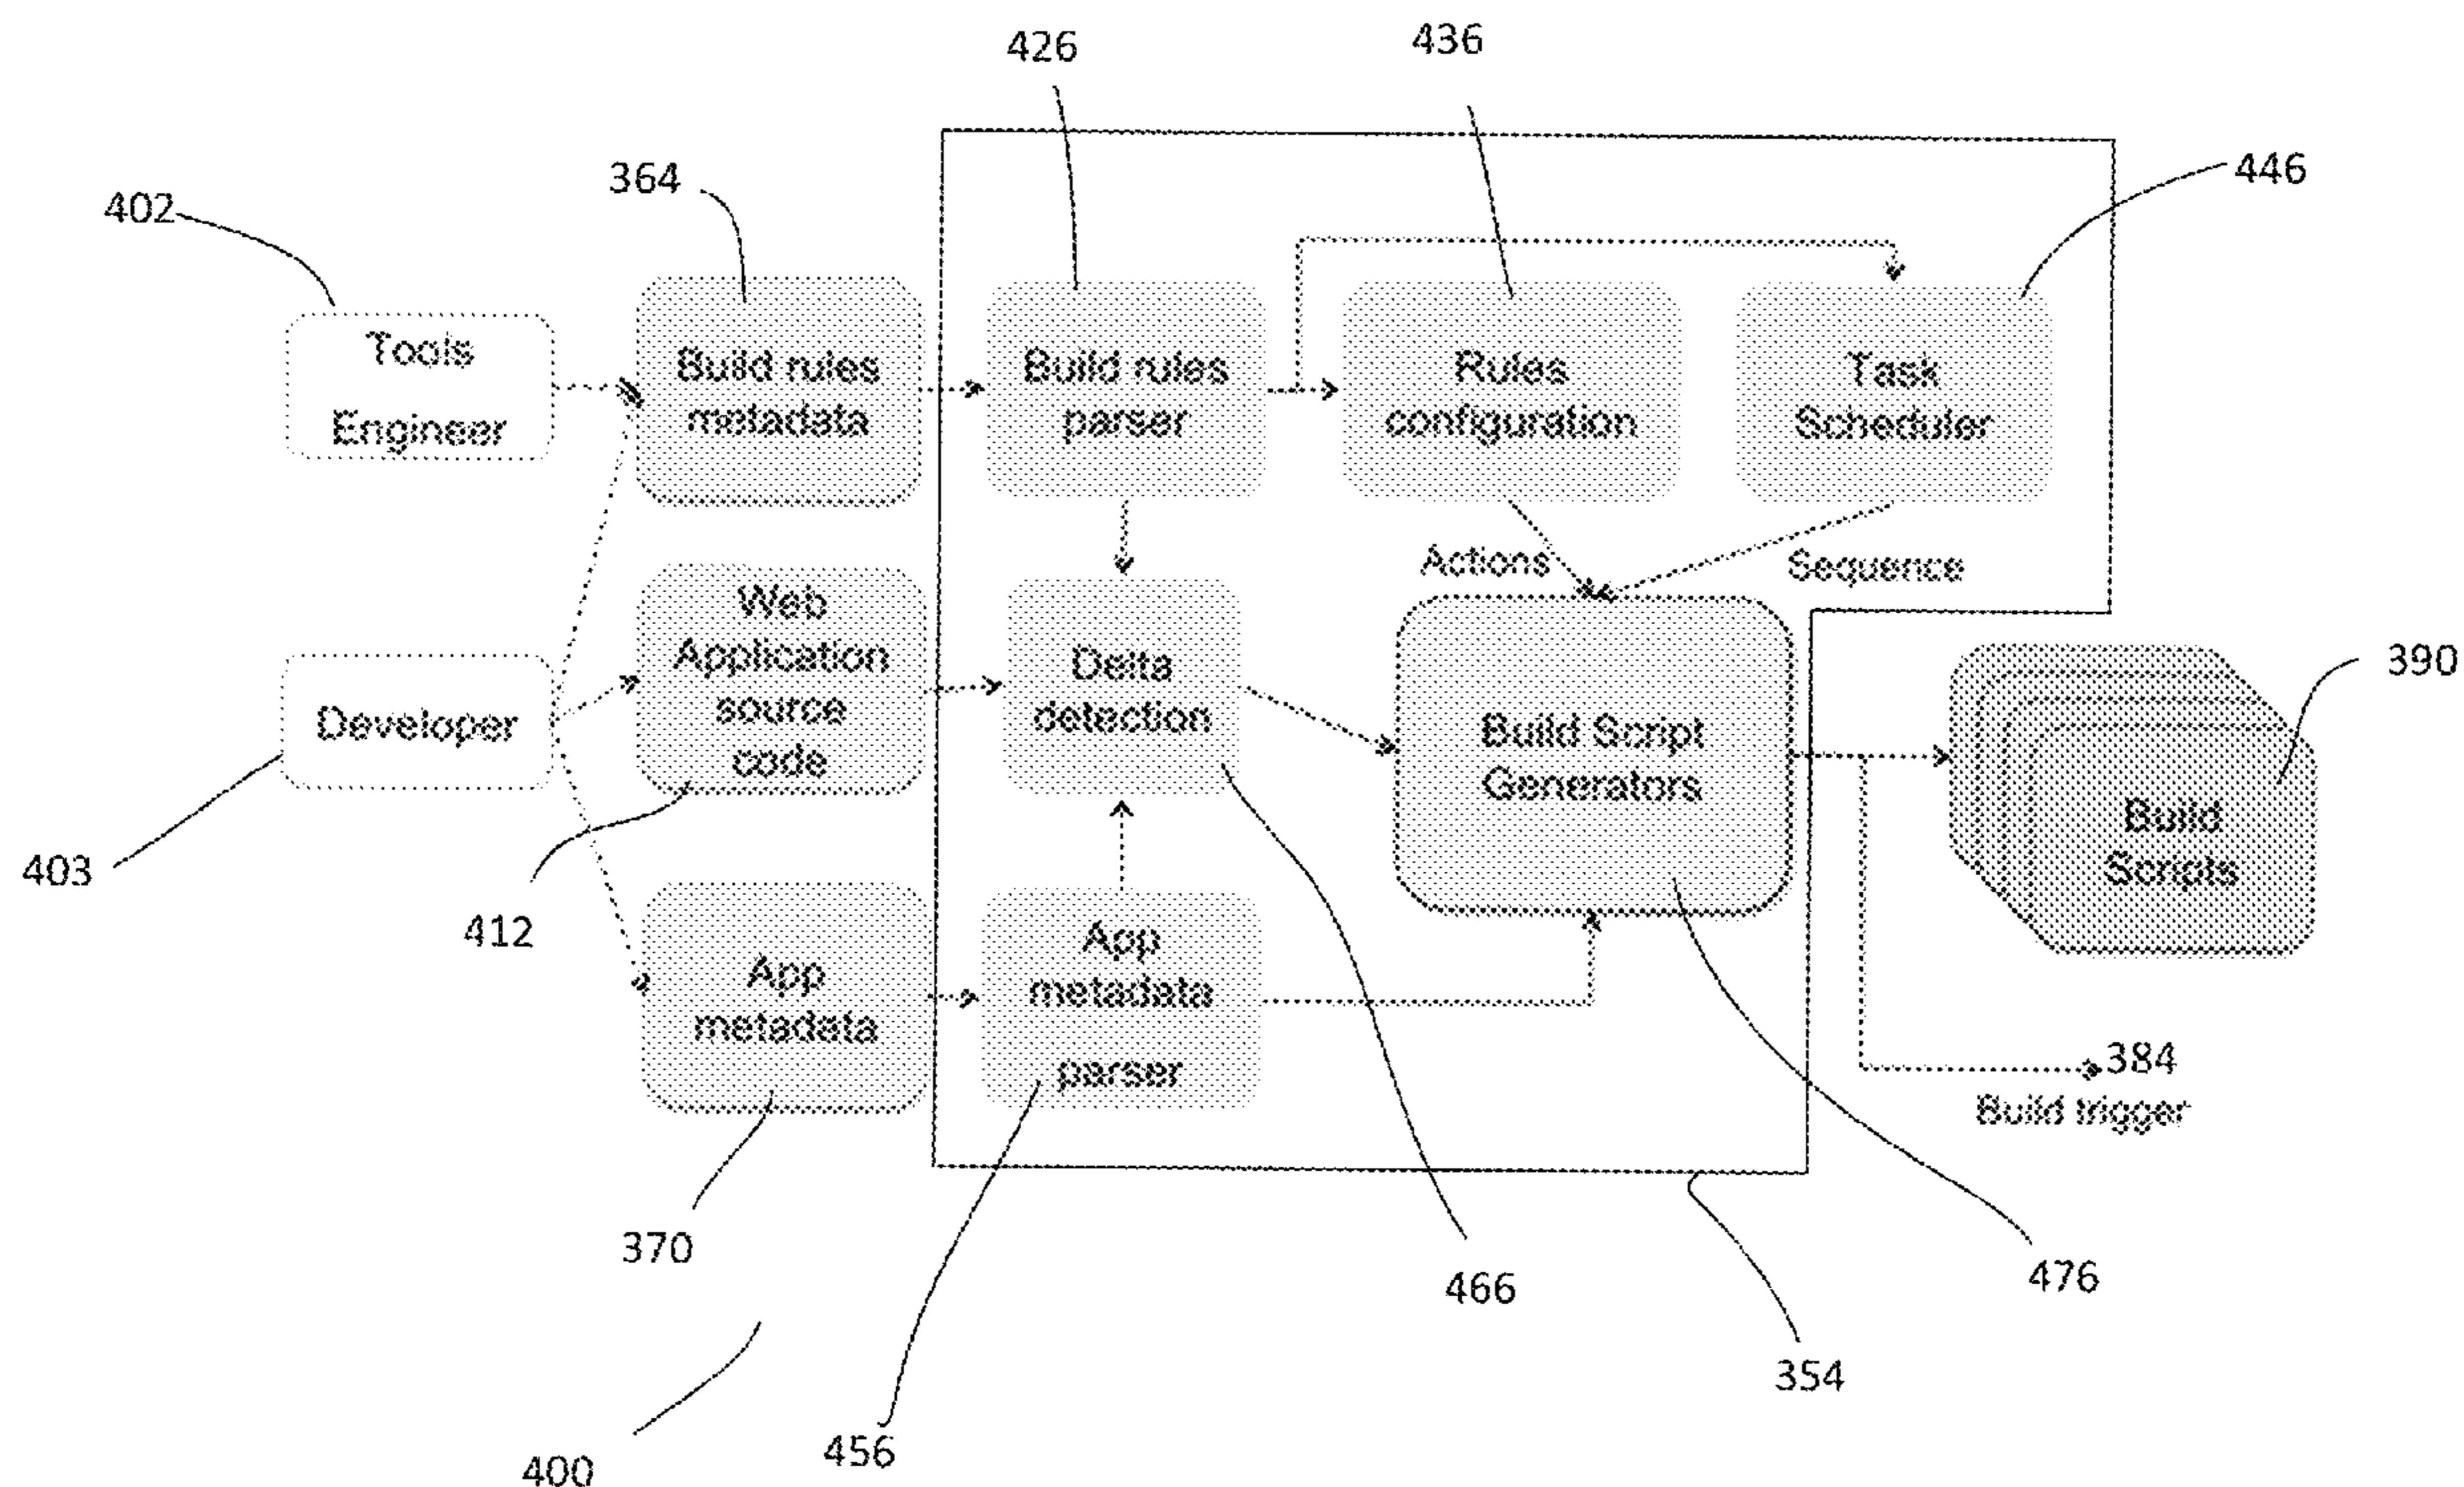 426
436
364
446
402
Tools
Engineer
Build rules
metadata
Build rules
parser
Rules
configuration
Task
Scheduler
Actions
Sequence
Web
Application
source
code
Delta
detection
390
Developer
Build Script
Generators
Build
Scripts
403
412
App
metadata
App
metadata
parser
384
Build trigger
370
466
476
354
456
400